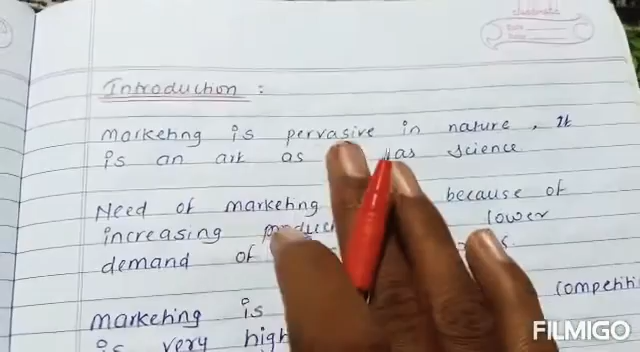 Introduction :
marketing is pervasive in nature , It
is an art as as science
Need of marketing because of
increasing lower
demand of
marketing is
is very high
FILMIGO